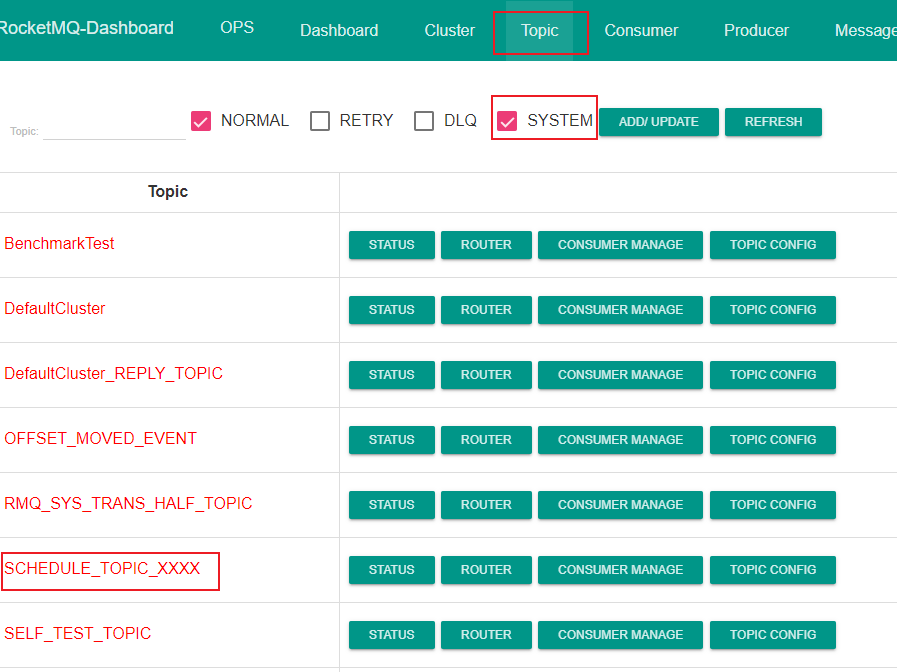 RocketMQ-Dashboard OPS Dashboard Cluster Topic Consumer Producer Message
Topic: NORMAL RETRY DLQ SYSTEM ADD/ UPDATE REFRESH
Topic
BenchmarkTest STATUS ROUTER CONSUMER MANAGE TOPIC CONFIG
DefaultCluster STATUS ROUTER CONSUMER MANAGE TOPIC CONFIG
DefaultCluster_REPLY_TOPIC STATUS ROUTER CONSUMER MANAGE TOPIC CONFIG
OFFSET_MOVED_EVENT STATUS ROUTER CONSUMER MANAGE TOPIC CONFIG
RMQ_SYS_TRANS_HALF_TOPIC STATUS ROUTER CONSUMER MANAGE TOPIC CONFIG
SCHEDULE_TOPIC_XXXX STATUS ROUTER CONSUMER MANAGE TOPIC CONFIG
SELF_TEST_TOPIC STATUS ROUTER CONSUMER MANAGE TOPIC CONFIG